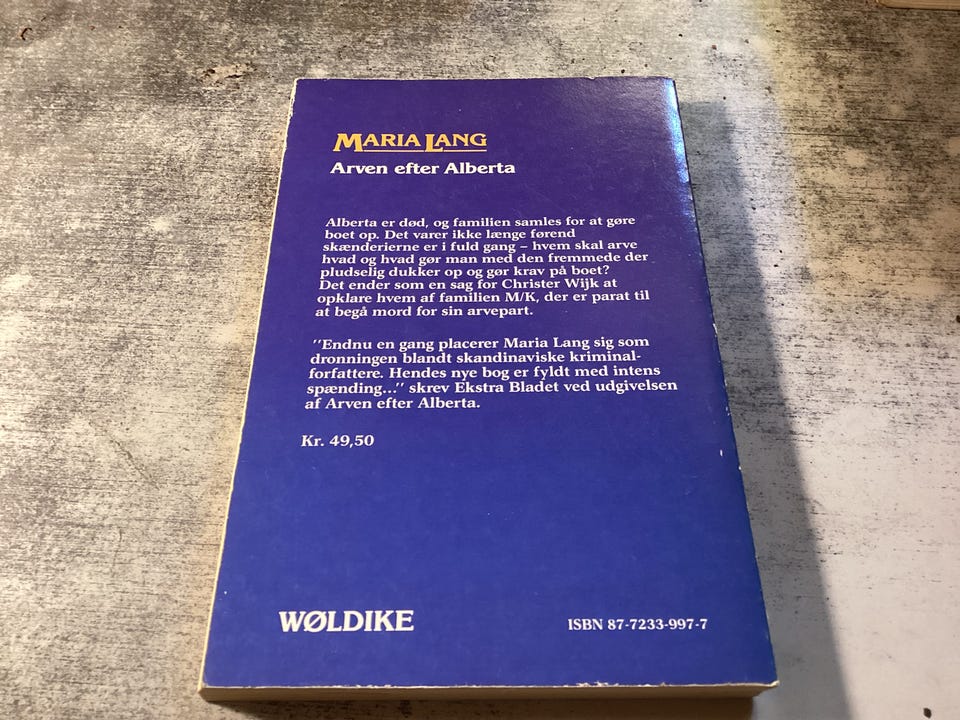 MARIA LANG
Arven efter Alberta
Alberta er død, og familien samles for at gøre
boet op. Det varer ikke længe førend
skænderierne er i fuld gang – hvem skal arve
hvad og hvad gør man med den fremmede der
pludselig dukker op og gør krav på boet?
Det ender som en sag for Christer Wijk at
opklare hvem af familien M/K, der er parat til
at begå mord for sin arvepart.
"Endnu en gang placerer Maria Lang sig som
dronningen blandt skandinaviske kriminal-
forfattere. Hendes nye bog er fyldt med intens
spænding..." skrev Ekstra Bladet ved udgivelsen
af Arven efter Alberta.
Kr. 49,50
WØLDIKE
ISBN 87-7233-997-7